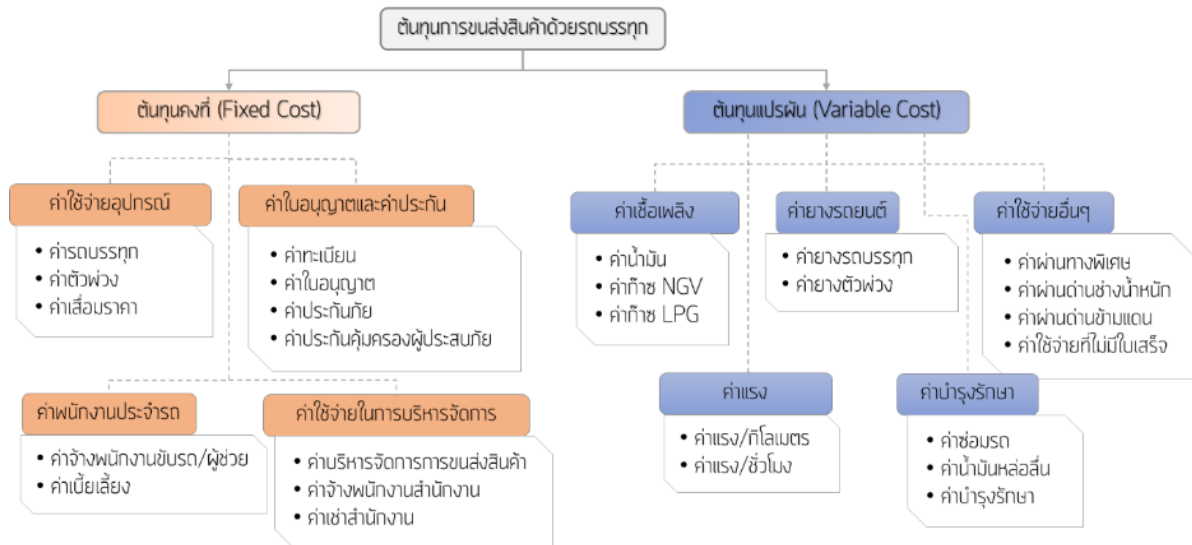 ต้นทุนการขนส่งสินค้าด้วยรถบรรทุก
ต้นทุนคงที่ (Fixed Cost)
ค่าใช้จ่ายอุปกรณ์
• ค่ารถบรรทุก
• ค่าตัวพ่วง
• ค่าเสื่อมราคา
ค่าใบอนุญาตและค่าประกัน
• ค่าทะเบียน
• ค่าใบอนุญาต
• ค่าประกันภัย
• ค่าประกันคุ้มครองผู้ประสบภัย
ค่าพนักงานประจำรถ
• ค่าจ้างพนักงานขับรถ/ผู้ช่วย
• ค่าเบี้ยเลี้ยง
ค่าใช้จ่ายในการบริหารจัดการ
• ค่าบริหารจัดการการขนส่งสินค้า
• ค่าจ้างพนักงานสำนักงาน
• ค่าเช่าสำนักงาน
ต้นทุนแปรผัน (Variable Cost)
ค่าเชื้อเพลิง
• ค่าน้ำมัน
• ค่าก๊าซ NGV
• ค่าก๊าซ LPG
ค่ายางรถยนต์
• ค่ายางรถบรรทุก
• ค่ายางตัวพ่วง
ค่าใช้จ่ายอื่นๆ
• ค่าผ่านทางพิเศษ
• ค่าผ่านด่านช่างน้ำหนัก
• ค่าผ่านด่านข้ามแดน
• ค่าใช้จ่ายที่ไม่มีใบเสร็จ
ค่าแรง
• ค่าแรง/กิโลเมตร
• ค่าแรง/ชั่วโมง
ค่าบำรุงรักษา
• ค่าซ่อมรถ
• ค่าน้ำมันหล่อลื่น
• ค่าบำรุงรักษา